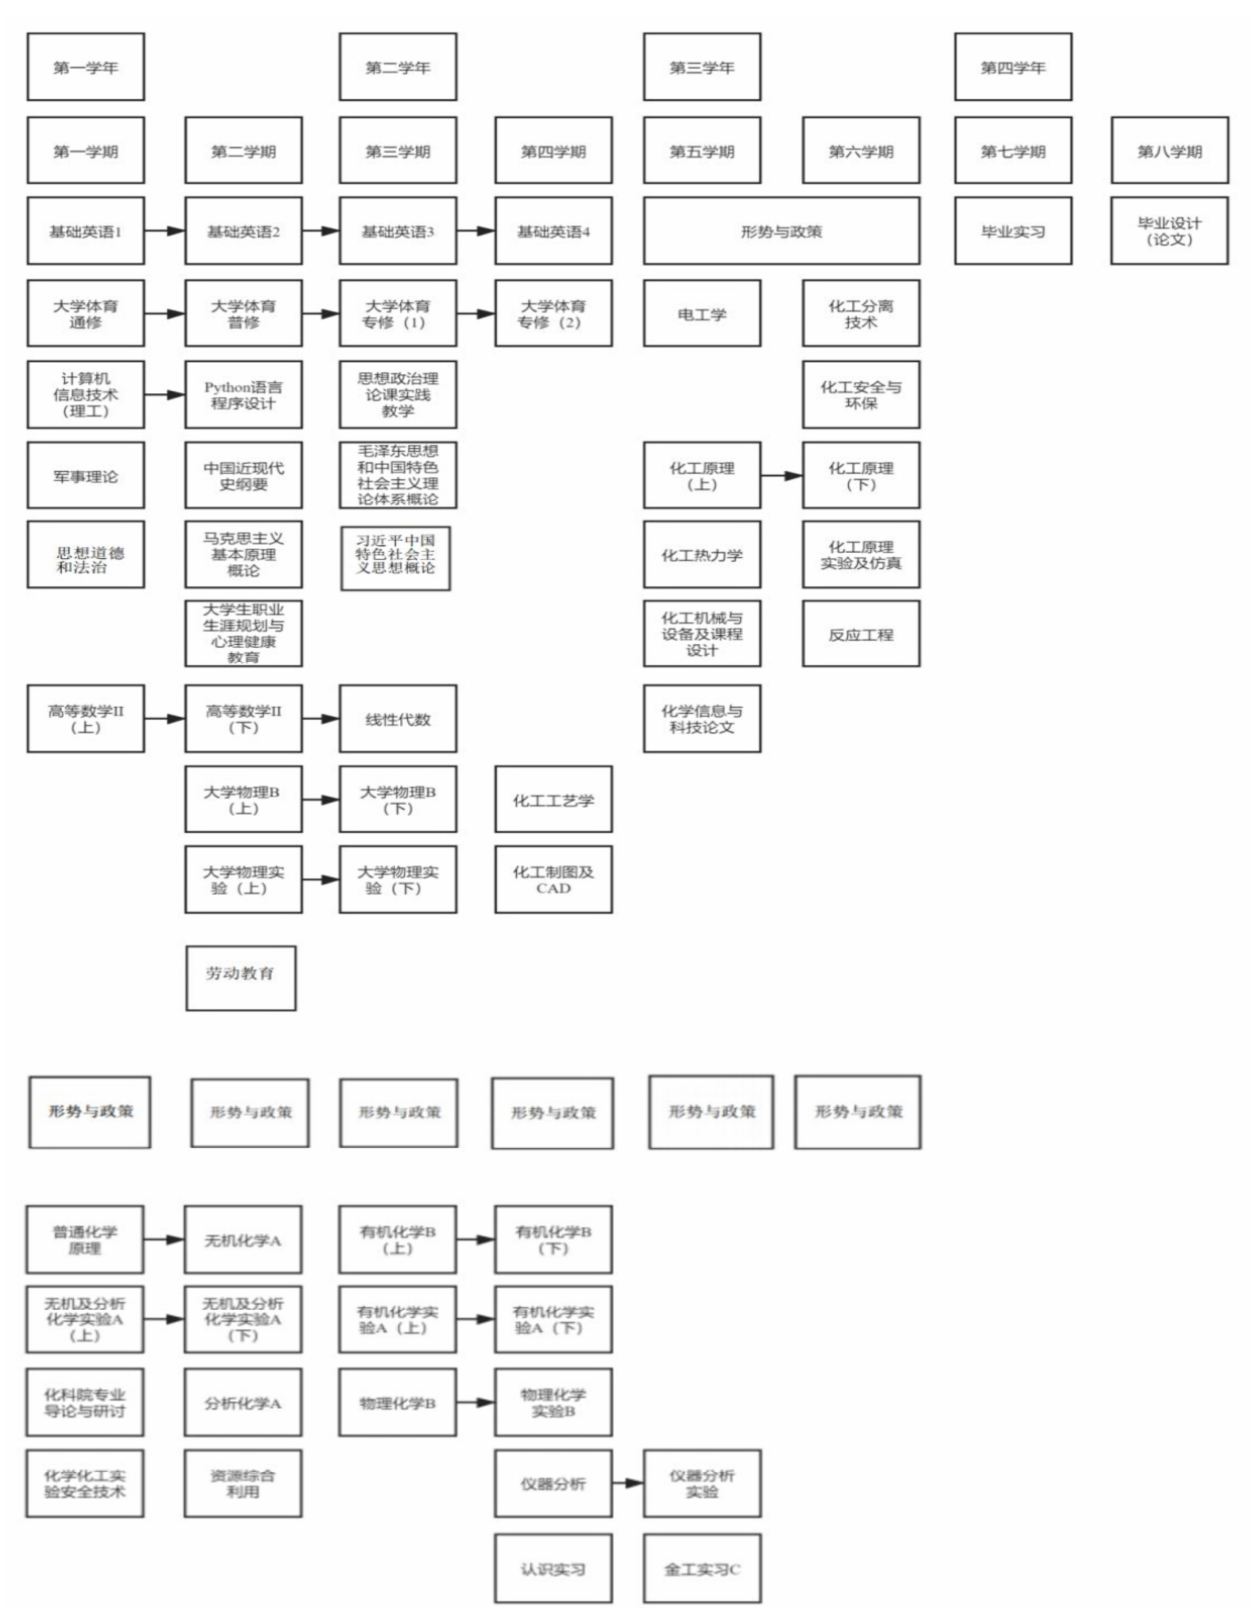 第一学年
第二学年
第三学年
第四学年
第一学期
第二学期
第三学期
第四学期
第五学期
第六学期
第七学期
第八学期
基础英语1
基础英语2
基础英语3
基础英语4
形势与政策
毕业实习
毕业设计
（论文）
大学体育
通修
大学体育
普修
大学体育
专修（1）
大学体育
专修（2）
电工学
化工分离
技术
计算机
信息技术
（理工）
Python语言
程序设计
思想政治理
论课实践
教学
化工安全与
环保
军事理论
中国近现代
史纲要
毛泽东思想
和中国特色
社会主义理
论体系概论
化工原理
（上）
化工原理
（下）
思想道德
和法治
马克思主义
基本原理
概论
习近平中国
特色社会主
义思想概论
化工热力学
化工原理
实验及仿真
大学生职业
生涯规划与
心理健康
教育
化工机械与
设备及课程
设计
反应工程
高等数学II
（上）
高等数学II
（下）
线性代数
化学信息与
科技论文
大学物理B
（上）
大学物理B
（下）
化工工艺学
大学物理实
验（上）
大学物理实
验（下）
化工制图及
CAD
劳动教育
形势与政策
形势与政策
形势与政策
形势与政策
形势与政策
形势与政策
普通化学
原理
无机化学A
有机化学B
（上）
有机化学B
（下）
无机及分析
化学实验A
（上）
无机及分析
化学实验A
（下）
有机化学实
验A（上）
有机化学实
验A（下）
化科院专业
导论与研讨
分析化学A
物理化学B
物理化学
实验B
化学化工实
验安全技术
资源综合
利用
仪器分析
仪器分析
实验
认识实习
金工实习C